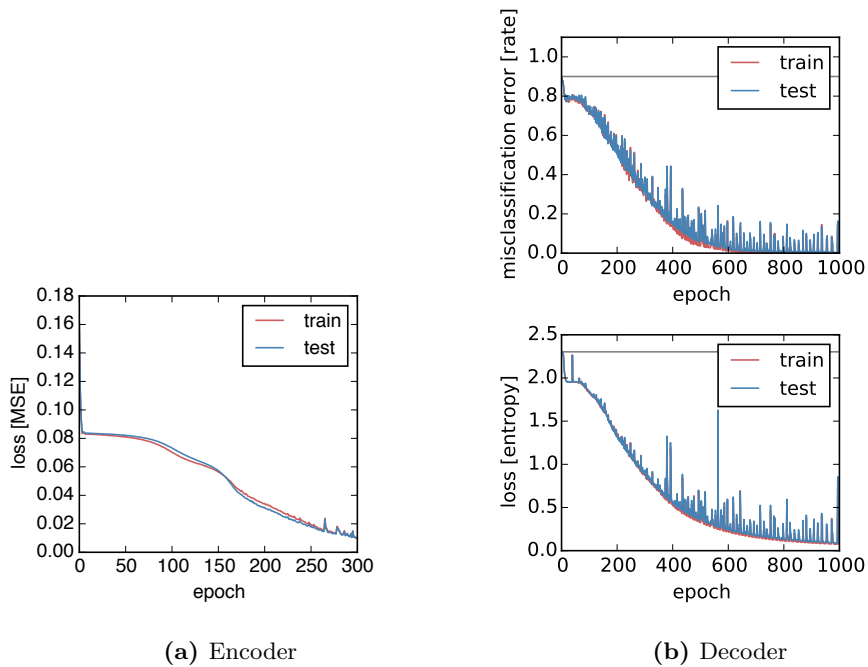 misclassification error [rate]
1.0
0.8
0.6
0.4
0.2
0.0
train
test
0 200 400 600 800 1000
epoch
loss [MSE]
0.18
0.16
0.14
0.12
0.10
0.08
0.06
0.04
0.02
0.00
train
test
0 50 100 150 200 250 300
epoch
loss [entropy]
2.5
2.0
1.5
1.0
0.5
0.0
train
test
0 200 400 600 800 1000
epoch
(a) Encoder
(b) Decoder